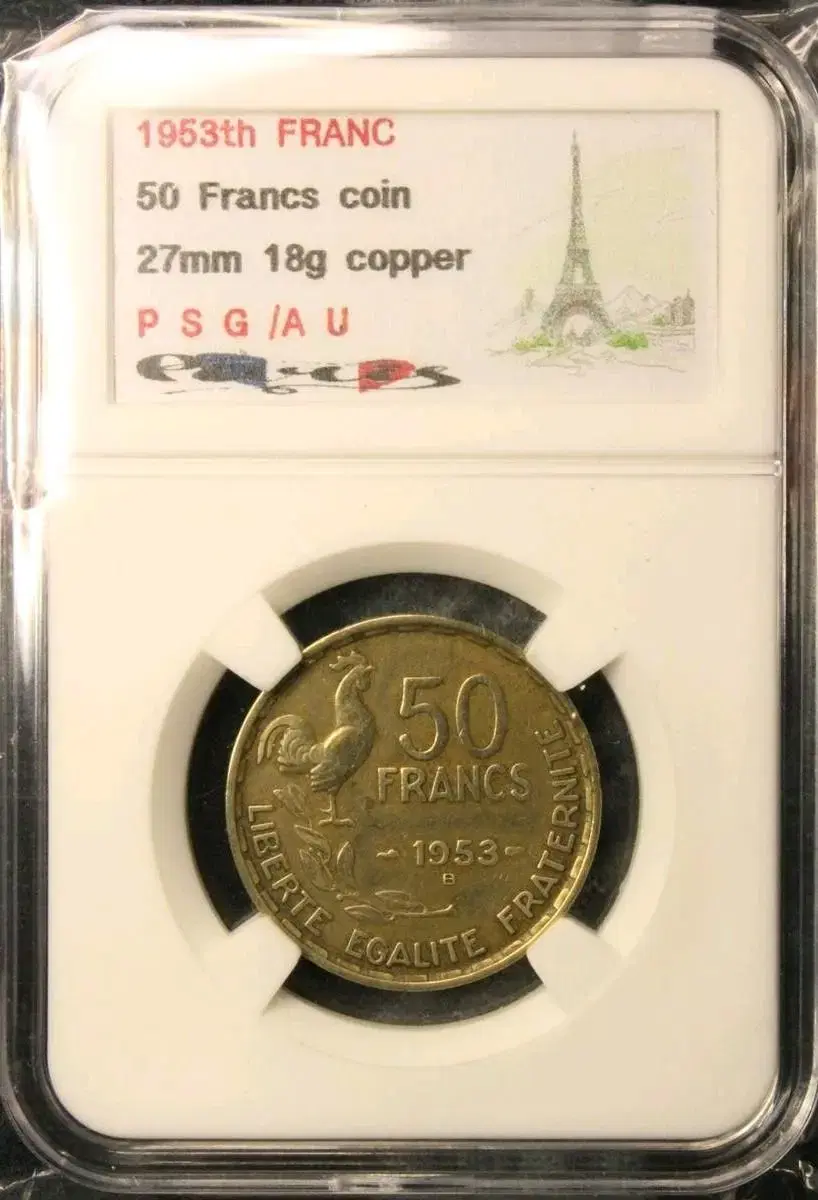 1953th FRANC
50 Francs coin
27mm 18g copper
P S G /A U
50
FRANCS
1953
B
LIBERTE EGALITE FRATERNITE